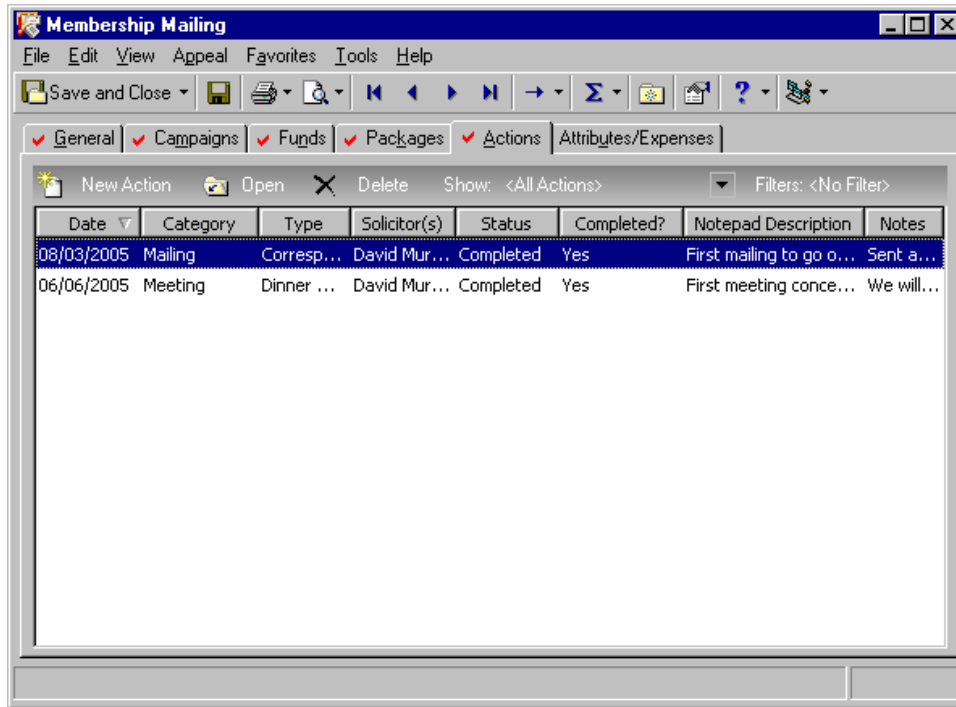 Membership Mailing
File Edit View Appeal Favorites Tools Help
Save and Close
General Campaigns Funds Packages Actions Attributes/Expenses
New Action Open Delete Show: <All Actions> Filters: <No Filter>
Date Category Type Solicitor(s) Status Completed? Notepad Description Notes
08/03/2005 Mailing Corresp... David Mur... Completed Yes First mailing to go o... Sent a...
06/06/2005 Meeting Dinner ... David Mur... Completed Yes First meeting conce... We will...